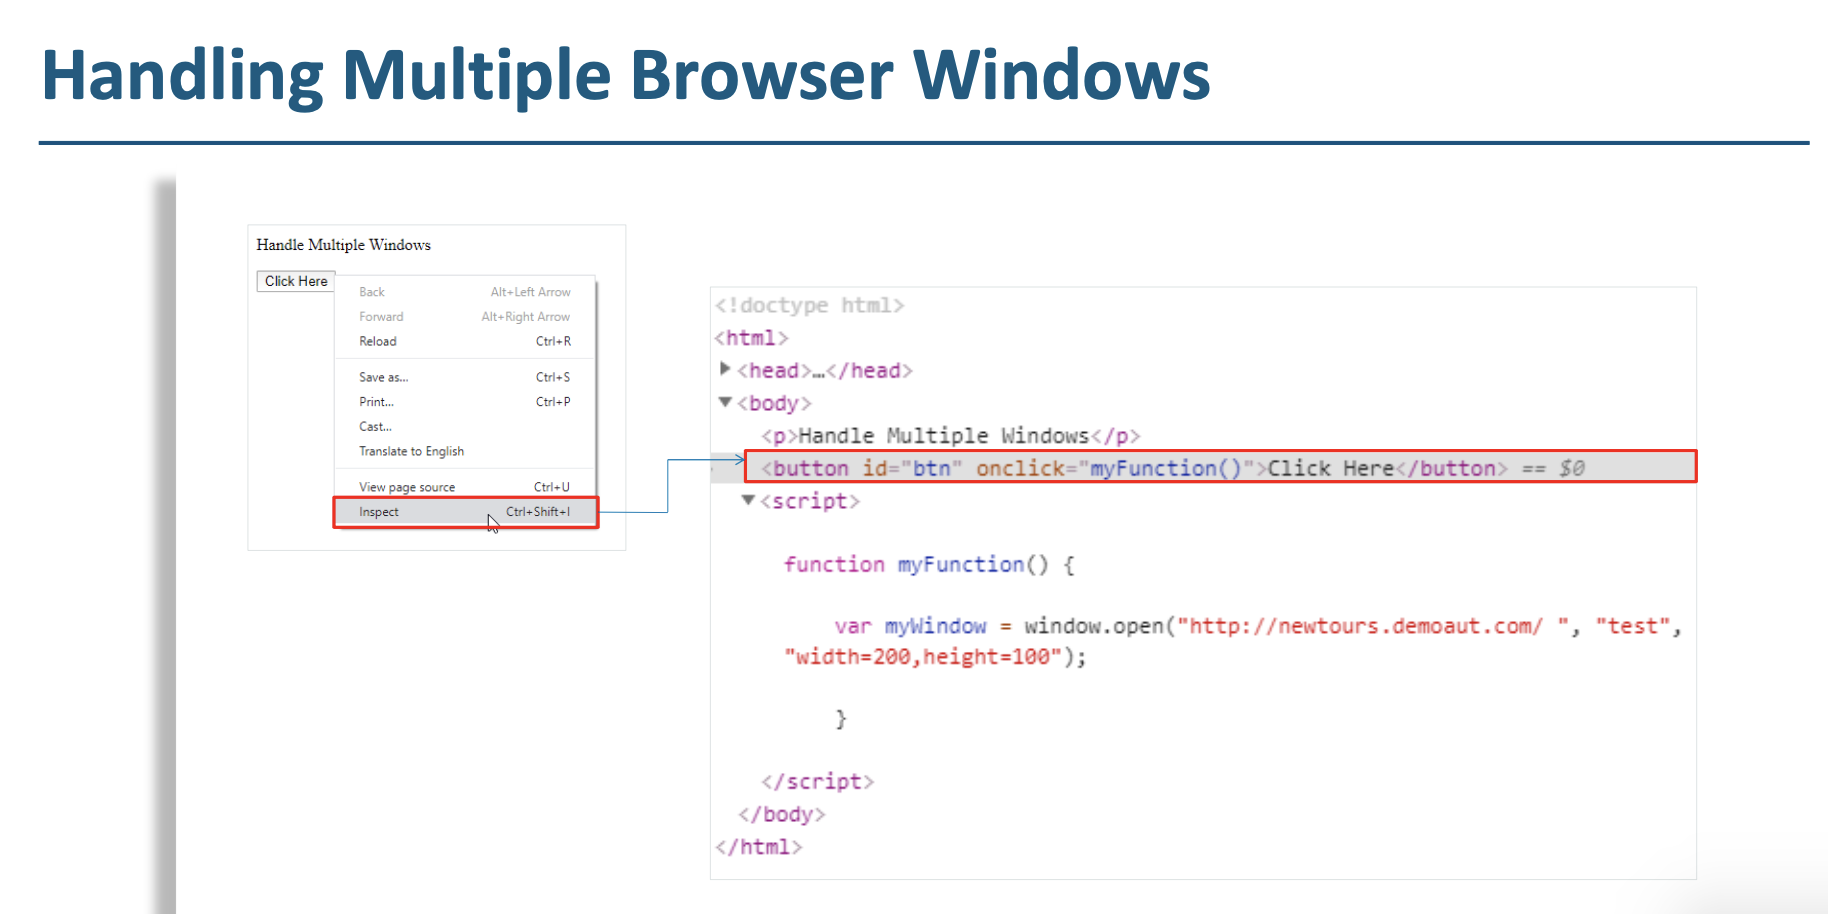 Handling Multiple Browser Windows
Handle Multiple Windows
Click Here
Back Alt+Left Arrow
Forward Alt+Right Arrow
Reload Ctrl+R
Save as... Ctrl+S
Print... Ctrl+P
Cast...
Translate to English
View page source Ctrl+U
Inspect Ctrl+Shift+I
<!doctype html>
<html>
<head>…</head>
<body>
<p>Handle Multiple Windows</p>
<button id="btn" onclick="myFunction()">Click Here</button> == $0
<script>
function myFunction() {
var myWindow = window.open("http://newtours.demoaut.com/ ", "test",
"width=200,height=100");
}
</script>
</body>
</html>